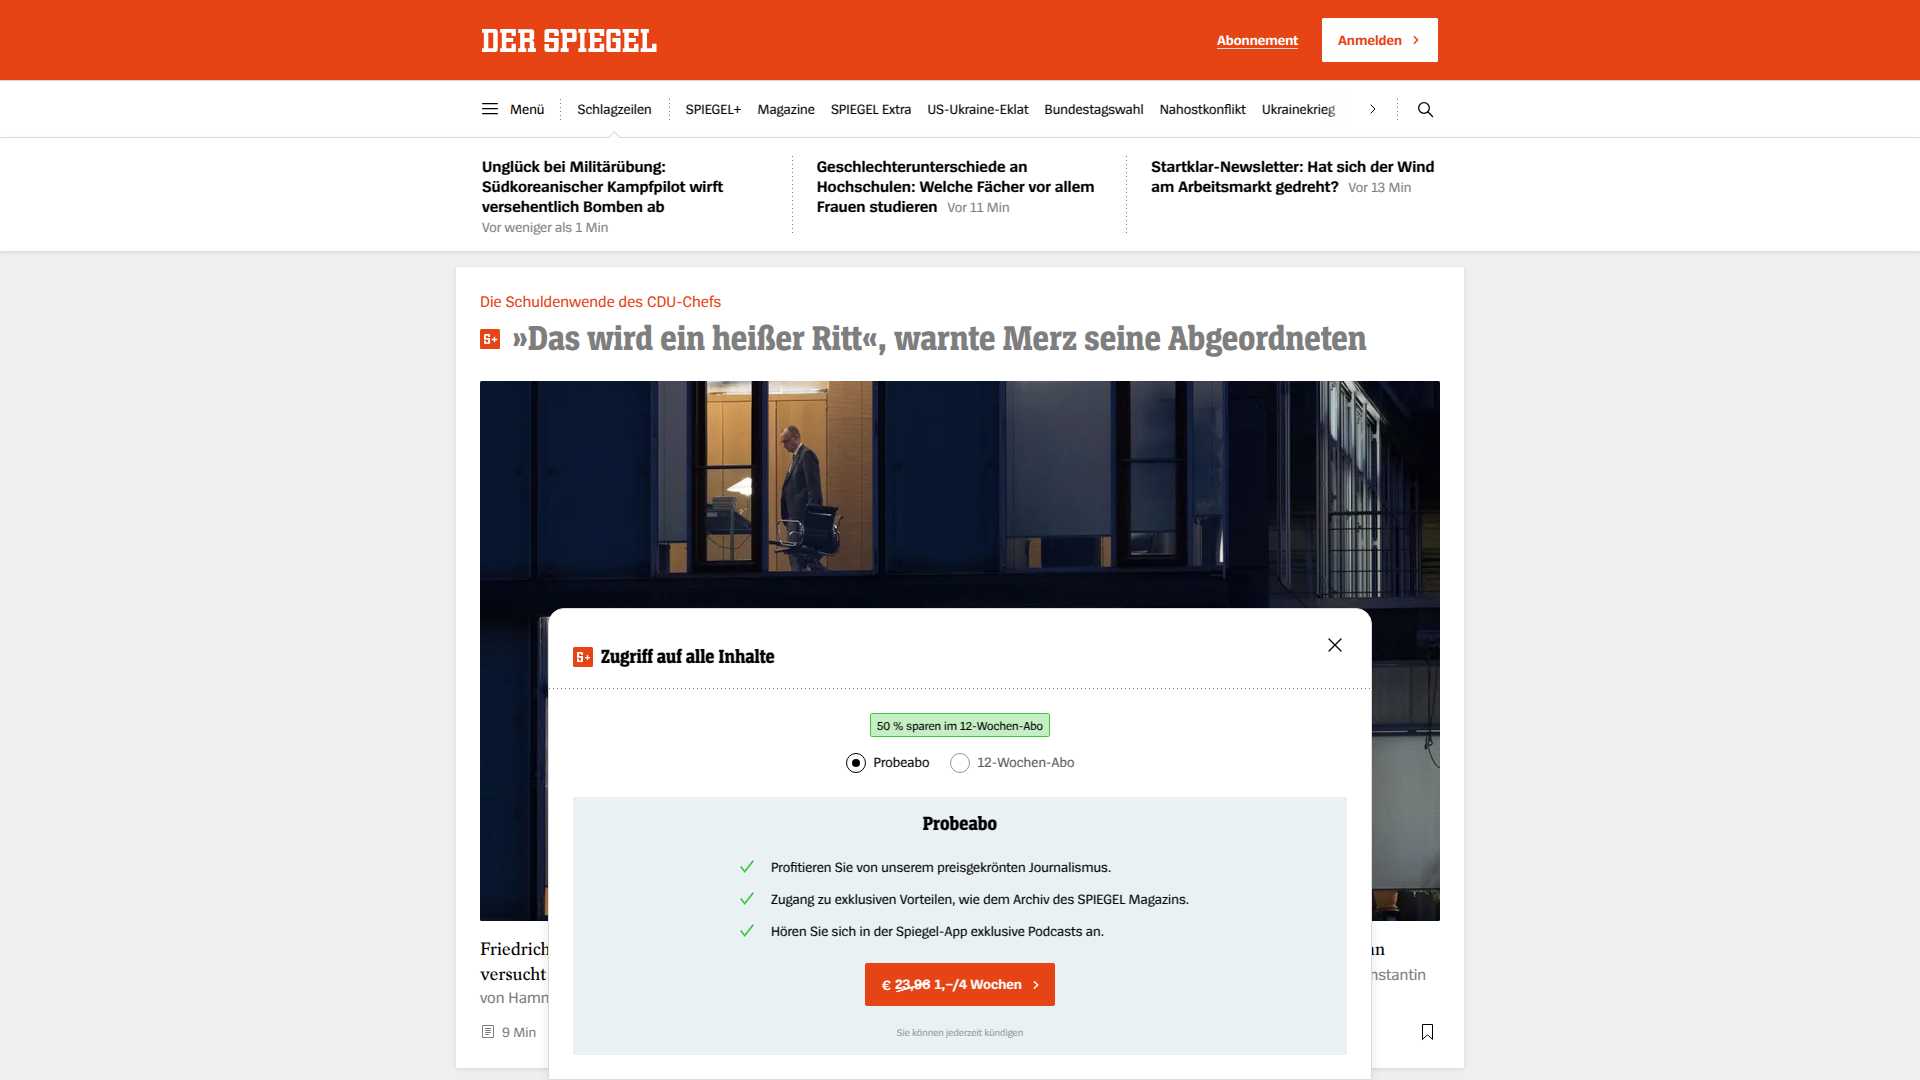 DER SPIEGEL
Abonnement
Anmelden
Menü
Schlagzeilen
SPIEGEL+
Magazine
SPIEGEL Extra
US-Ukraine-Eklat
Bundestagswahl
Nahostkonflikt
Ukrainekrieg
Unglück bei Militärübung:
Südkoreanischer Kampfpilot wirft
versehentlich Bomben ab
Vor weniger als 1 Min
Geschlechterunterschiede an
Hochschulen: Welche Fächer vor allem
Frauen studieren Vor 11 Min
Startklar-Newsletter: Hat sich der Wind
am Arbeitsmarkt gedreht? Vor 13 Min
Die Schuldenwende des CDU-Chefs
S+ »Das wird ein heißer Ritt«, warnte Merz seine Abgeordneten
S+ Zugriff auf alle Inhalte
50 % sparen im 12-Wochen-Abo
Probeabo
12-Wochen-Abo
Probeabo
Profitieren Sie von unserem preisgekrönten Journalismus.
Zugang zu exklusiven Vorteilen, wie dem Archiv des SPIEGEL Magazins.
Hören Sie sich in der Spiegel-App exklusive Podcasts an.
€ 23,96 1,–/4 Wochen
Sie können jederzeit kündigen
Friedrich
versucht
von Hamm
9 Min